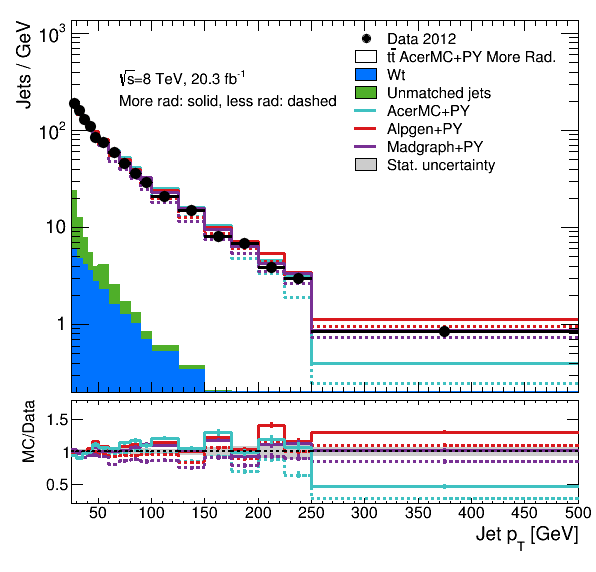 10³
Data 2012
tt̄ AcerMC+PY More Rad.
Wt
Unmatched jets
AcerMC+PY
Alpgen+PY
Madgraph+PY
Stat. uncertainty
√s=8 TeV, 20.3 fb⁻¹
More rad: solid, less rad: dashed
Jets / GeV
10²
10
1
MC/Data
1.5
1
0.5
50 100 150 200 250 300 350 400 450 500
Jet p_T [GeV]